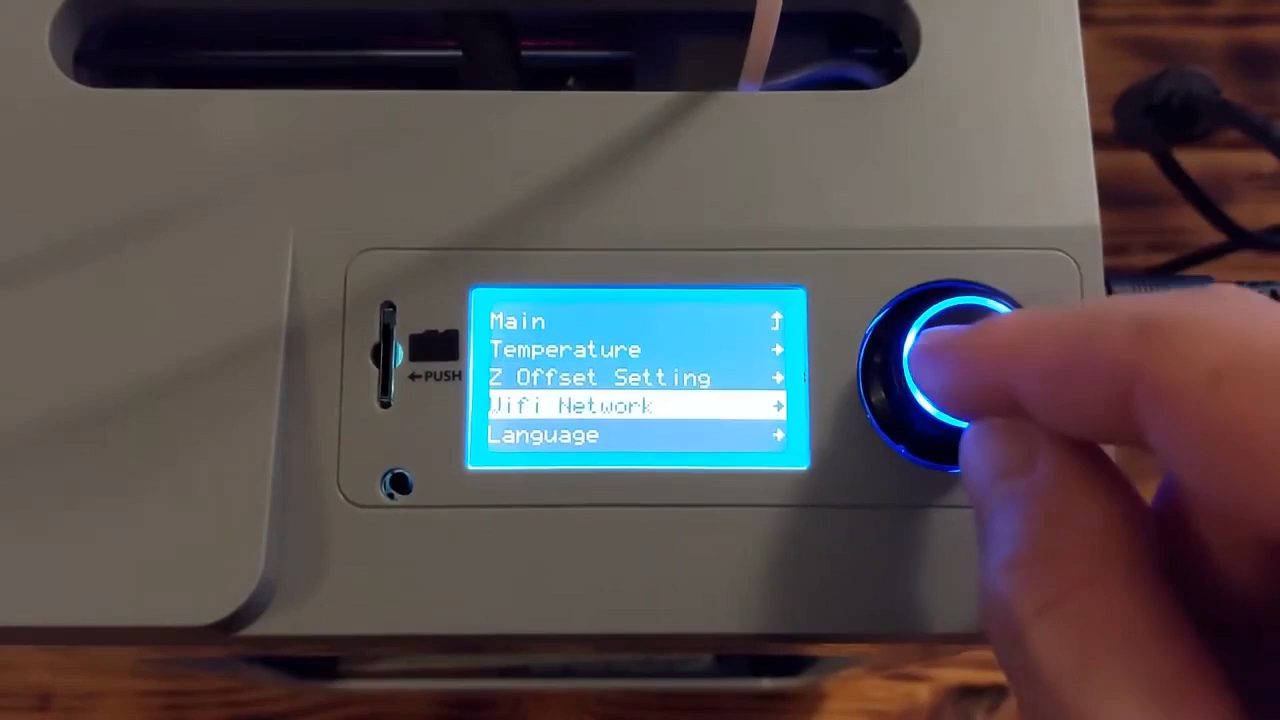 Main
Temperature
Z Offset Setting
Wifi Network
Language
←PUSH